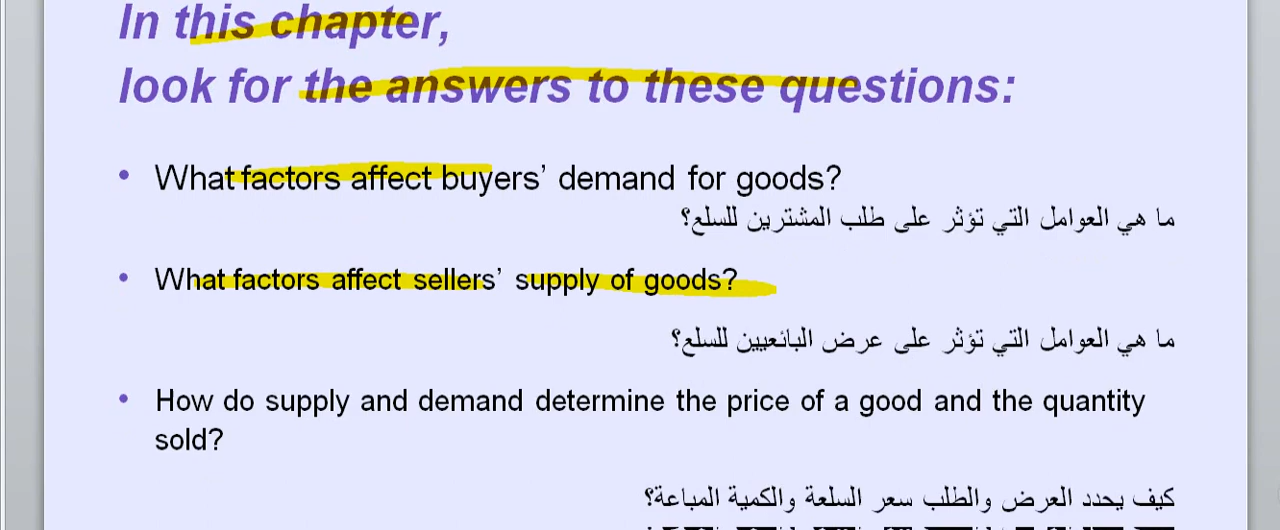 In this chapter,
look for the answers to these questions:
• What factors affect buyers’ demand for goods?
ما هي العوامل التي تؤثر على طلب المشترين للسلع؟
• What factors affect sellers’ supply of goods?
ما هي العوامل التي تؤثر على عرض البائعيين للسلع؟
• How do supply and demand determine the price of a good and the quantity
sold?
كيف يحدد العرض والطلب سعر السلعة والكمية المباعة؟